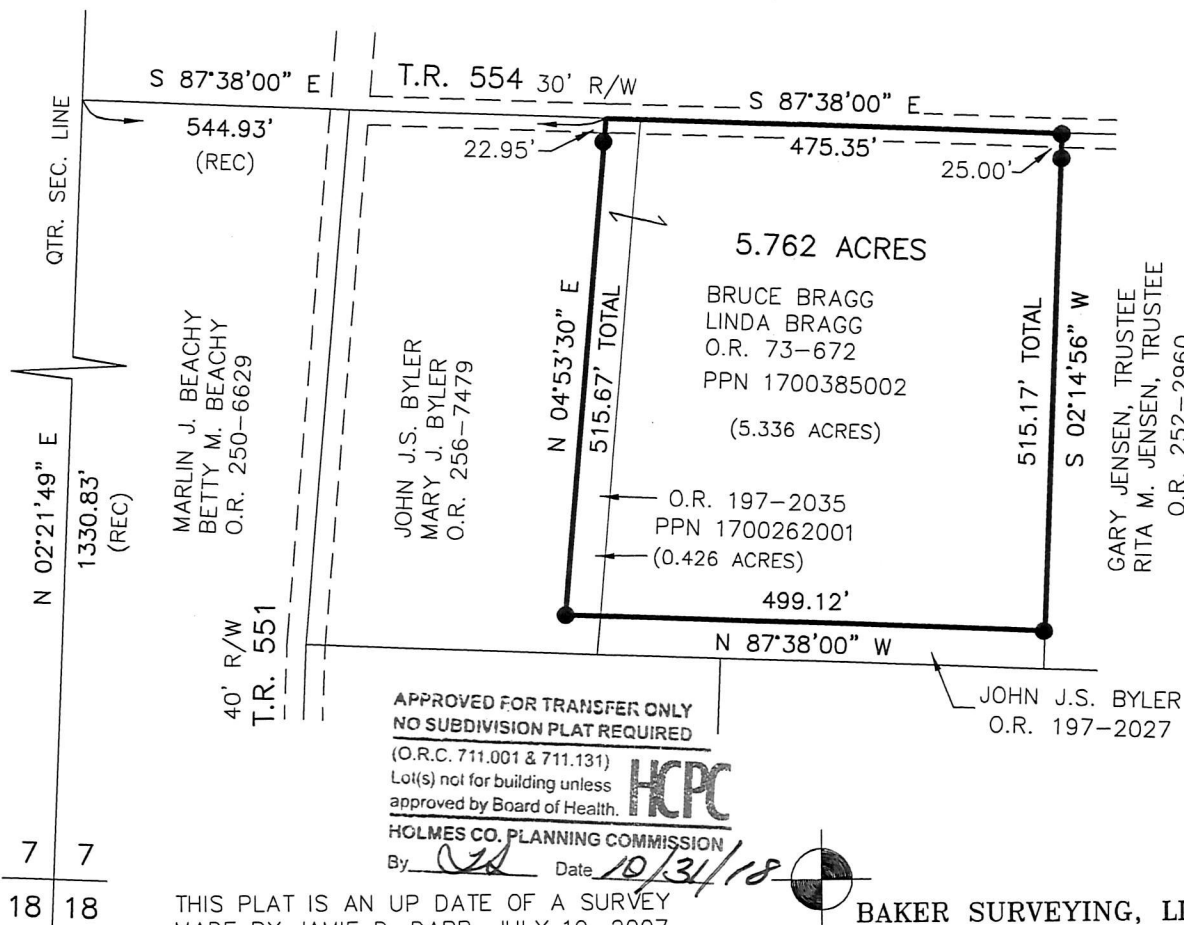 S 87°38'00" E
T.R. 554 30' R/W
S 87°38'00" E
QTR. SEC. LINE
544.93'
(REC)
22.95'
475.35'
25.00'
5.762 ACRES
BRUCE BRAGG
LINDA BRAGG
O.R. 73-672
PPN 1700385002
(5.336 ACRES)
N 04°53'30" E
515.67' TOTAL
515.17' TOTAL
S 02°14'56" W
GARY JENSEN, TRUSTEE
RITA M. JENSEN, TRUSTEE
O.R. 252-2960
MARLIN J. BEACHY
BETTY M. BEACHY
O.R. 250-6629
JOHN J.S. BYLER
MARY J. BYLER
O.R. 256-7479
N 02°21'49" E
1330.83'
(REC)
O.R. 197-2035
PPN 1700262001
(0.426 ACRES)
499.12'
N 87°38'00" W
40' R/W
T.R. 551
JOHN J.S. BYLER
O.R. 197-2027
APPROVED FOR TRANSFER ONLY
NO SUBDIVISION PLAT REQUIRED
(O.R.C. 711.001 & 711.131)
Lot(s) not for building unless
approved by Board of Health.
HCPC
HOLMES CO. PLANNING COMMISSION
By Date 10/31/18
7 7
18 18
THIS PLAT IS AN UP DATE OF A SURVEY
BAKER SURVEYING,